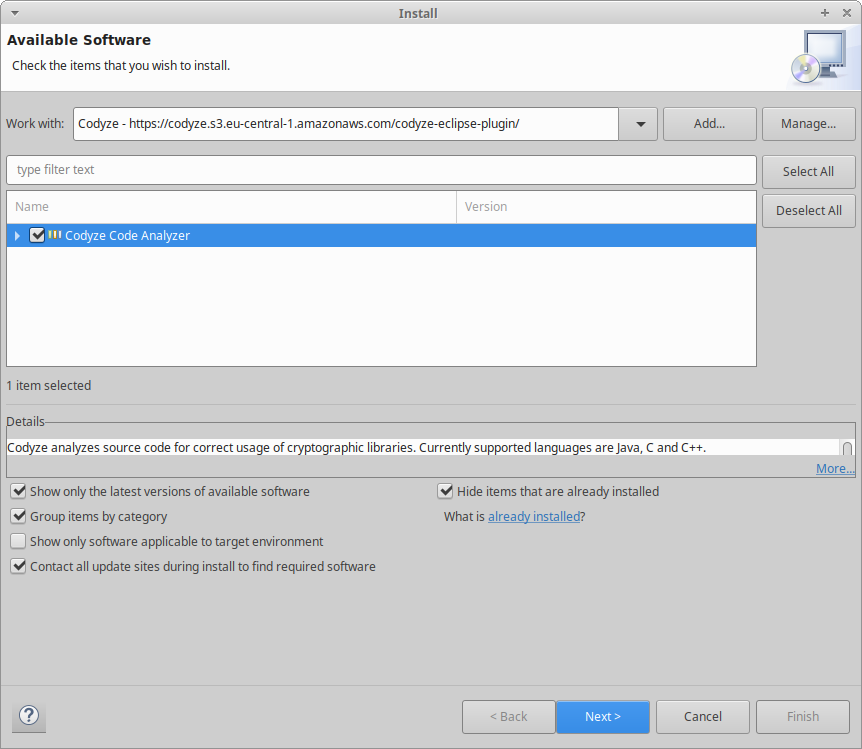 Install
Available Software
Check the items that you wish to install.
Work with: Codyze - https://codyze.s3.eu-central-1.amazonaws.com/codyze-eclipse-plugin/ Add... Manage...
type filter text Select All
Name Version Deselect All
Codyze Code Analyzer
1 item selected
Details
Codyze analyzes source code for correct usage of cryptographic libraries. Currently supported languages are Java, C and C++.
More...
Show only the latest versions of available software Hide items that are already installed
Group items by category What is already installed?
Show only software applicable to target environment
Contact all update sites during install to find required software
? < Back Next > Cancel Finish